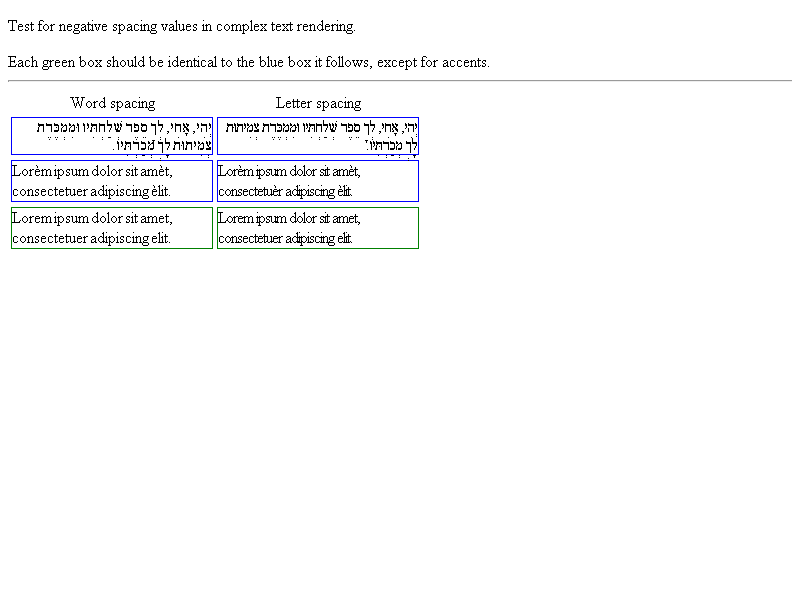 Test for negative spacing values in complex text rendering.
Each green box should be identical to the blue box it follows, except for accents.
Word spacing
Letter spacing
יְהִי, אָחִי, לְךָ סֵפֶר שְׁלַחְתִּיו וּמִמְכֶּרֶת
צְמִיתוּת לָךְ מְכַרְתִּיו.
יְהִי, אָחִי, לְךָ סֵפֶר שְׁלַחְתִּיו וּמִמְכֶּרֶת צְמִיתוּת
לָךְ מְכַרְתִּיו.
Lorèm ipsum dolor sit amèt,
consectetuer adipiscing èlit.
Lorèm ipsum dolor sit amèt,
consectetuèr adipiscing èlit.
Lorem ipsum dolor sit amet,
consectetuer adipiscing elit.
Lorem ipsum dolor sit amet,
consectetuer adipiscing elit.